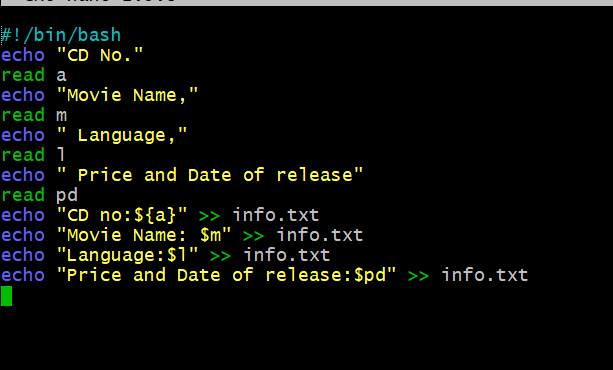 #!/bin/bash
echo "CD No."
read a
echo "Movie Name,"
read m
echo " Language,"
read l
echo " Price and Date of release"
read pd
echo "CD no:${a}" >> info.txt
echo "Movie Name: $m" >> info.txt
echo "Language:$l" >> info.txt
echo "Price and Date of release:$pd" >> info.txt